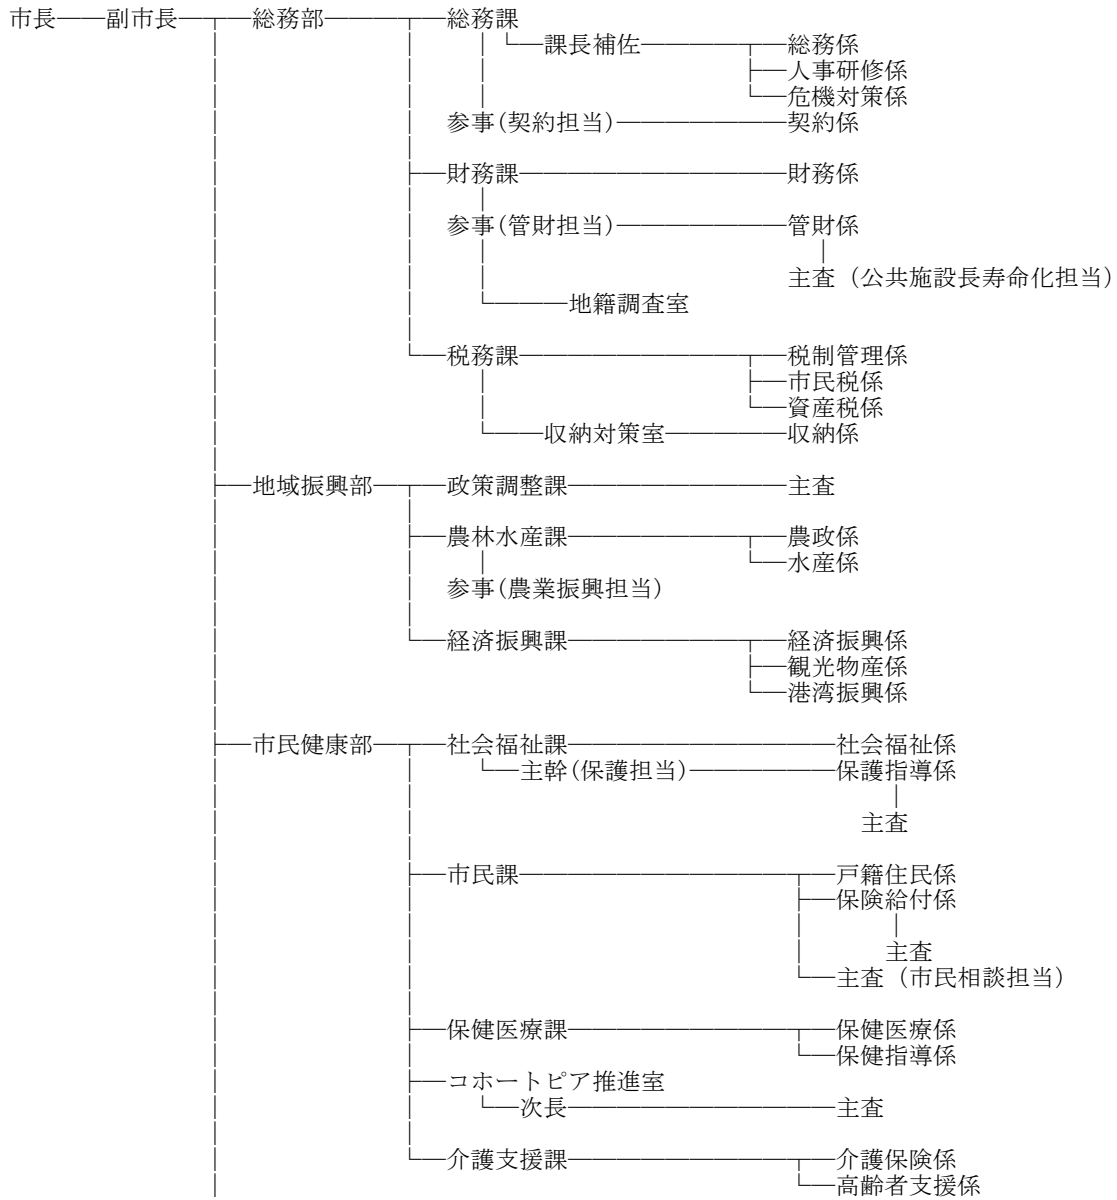 市長 副市長 総務部 総務課
課長補佐 総務係
人事研修係
危機対策係
参事(契約担当) 契約係
財務課 財務係
参事(管財担当) 管財係
主査 (公共施設長寿命化担当)
地籍調査室
税務課 税制管理係
市民税係
資産税係
収納対策室 収納係
地域振興部 政策調整課 主査
農林水産課 農政係
水産係
参事(農業振興担当)
経済振興課 経済振興係
観光物産係
港湾振興係
市民健康部 社会福祉課 社会福祉係
主幹(保護担当) 保護指導係
主査
市民課 戸籍住民係
保険給付係
主査
主査 (市民相談担当)
保健医療課 保健医療係
保健指導係
コホートピア推進室
次長 主査
介護支援課 介護保険係
高齢者支援係